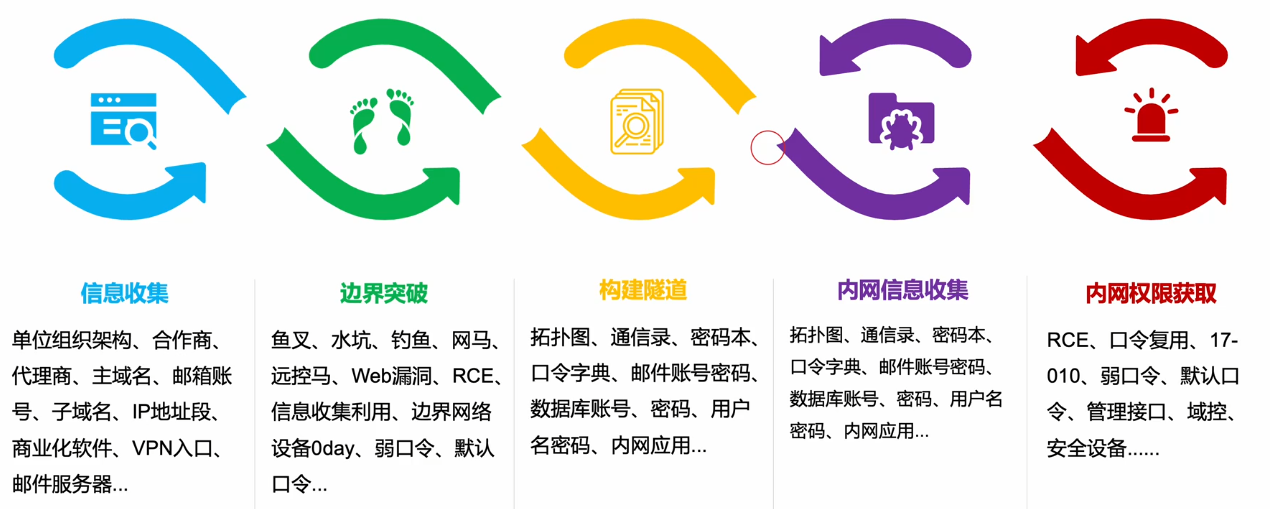 信息收集
单位组织架构、合作商、
代理商、主域名、邮箱账
号、子域名、IP地址段、
商业化软件、VPN入口、
邮件服务器...
边界突破
鱼叉、水坑、钓鱼、网马、
远控马、Web漏洞、RCE、
信息收集利用、边界网络
设备0day、弱口令、默认
口令...
构建隧道
拓扑图、通信录、密码本、
口令字典、邮件账号密码、
数据库账号、密码、用户
名密码、内网应用...
内网信息收集
拓扑图、通信录、密码本、
口令字典、邮件账号密码、
数据库账号、密码、用户名
密码、内网应用...
内网权限获取
RCE、口令复用、17-
010、弱口令、默认口
令、管理接口、域控、
安全设备......